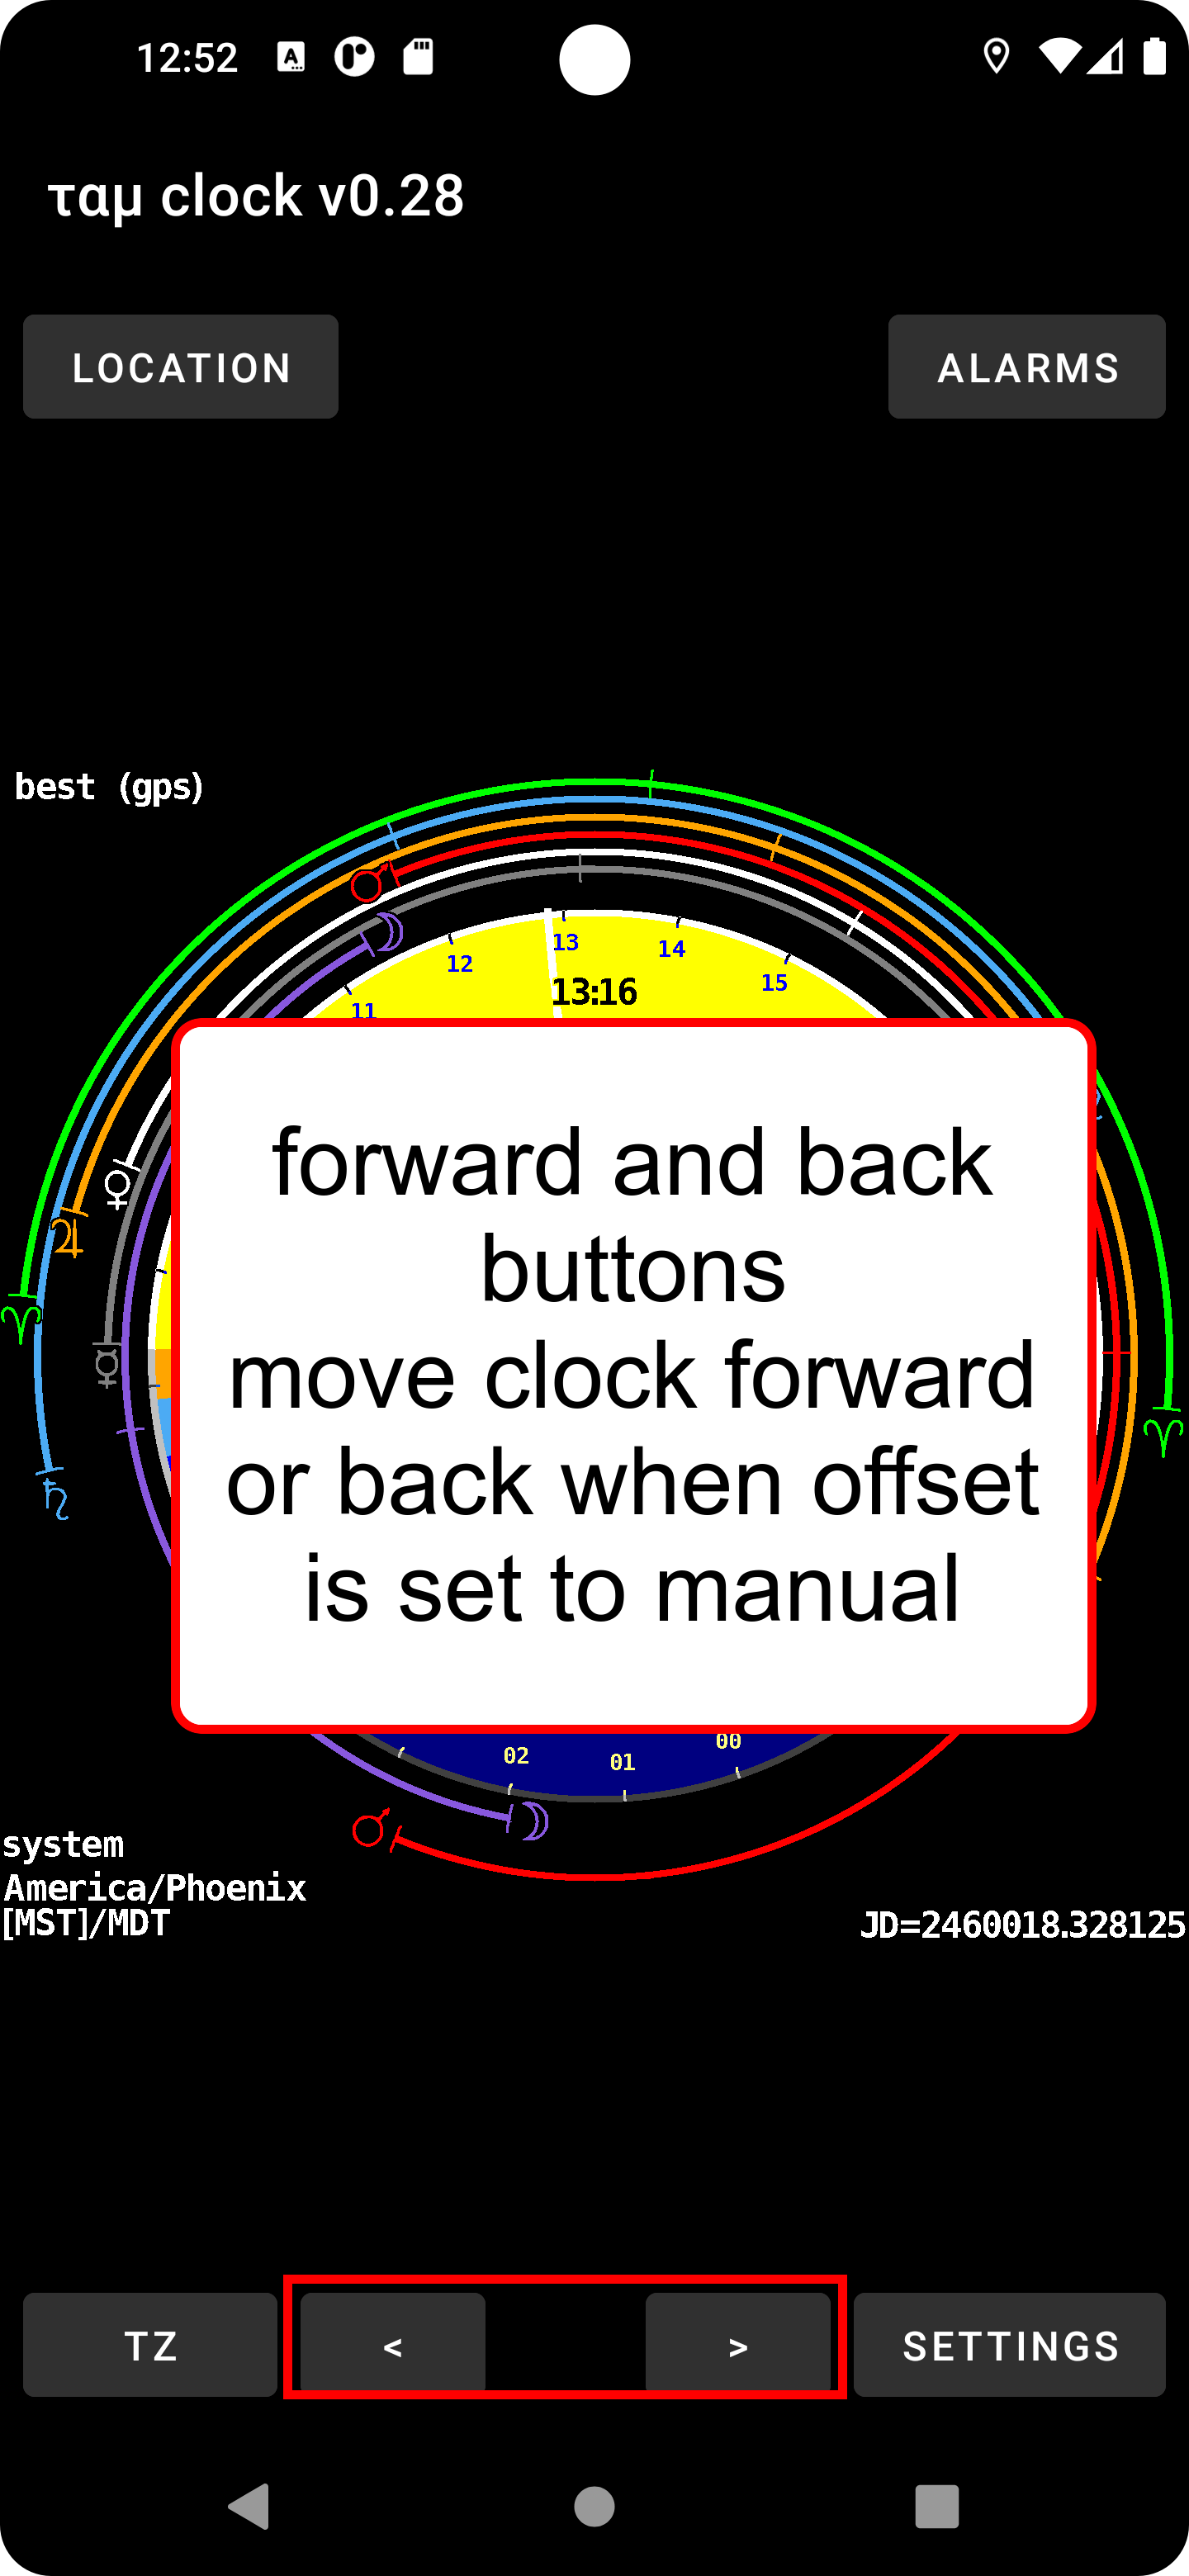 12:52
ταμ clock v0.28
LOCATION
ALARMS
best (gps)
13
14
12
15
13:16
11
forward and back
buttons
move clock forward
or back when offset
is set to manual
00
02
01
system
America/Phoenix
[MST]/MDT
JD=2460018.328125
TZ
<
>
SETTINGS